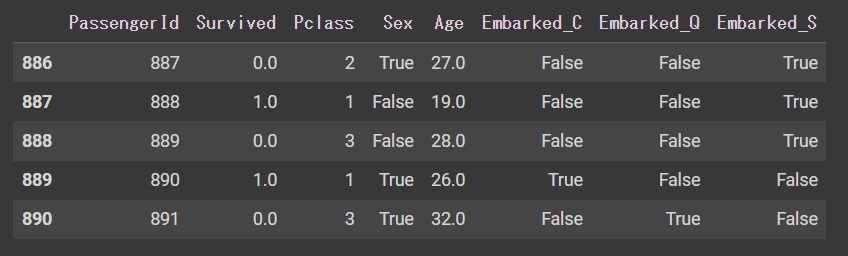 PassengerId Survived Pclass Sex Age Embarked_C Embarked_Q Embarked_S
886 887 0.0 2 True 27.0 False False True
887 888 1.0 1 False 19.0 False False True
888 889 0.0 3 False 28.0 False False True
889 890 1.0 1 True 26.0 True False False
890 891 0.0 3 True 32.0 False True False